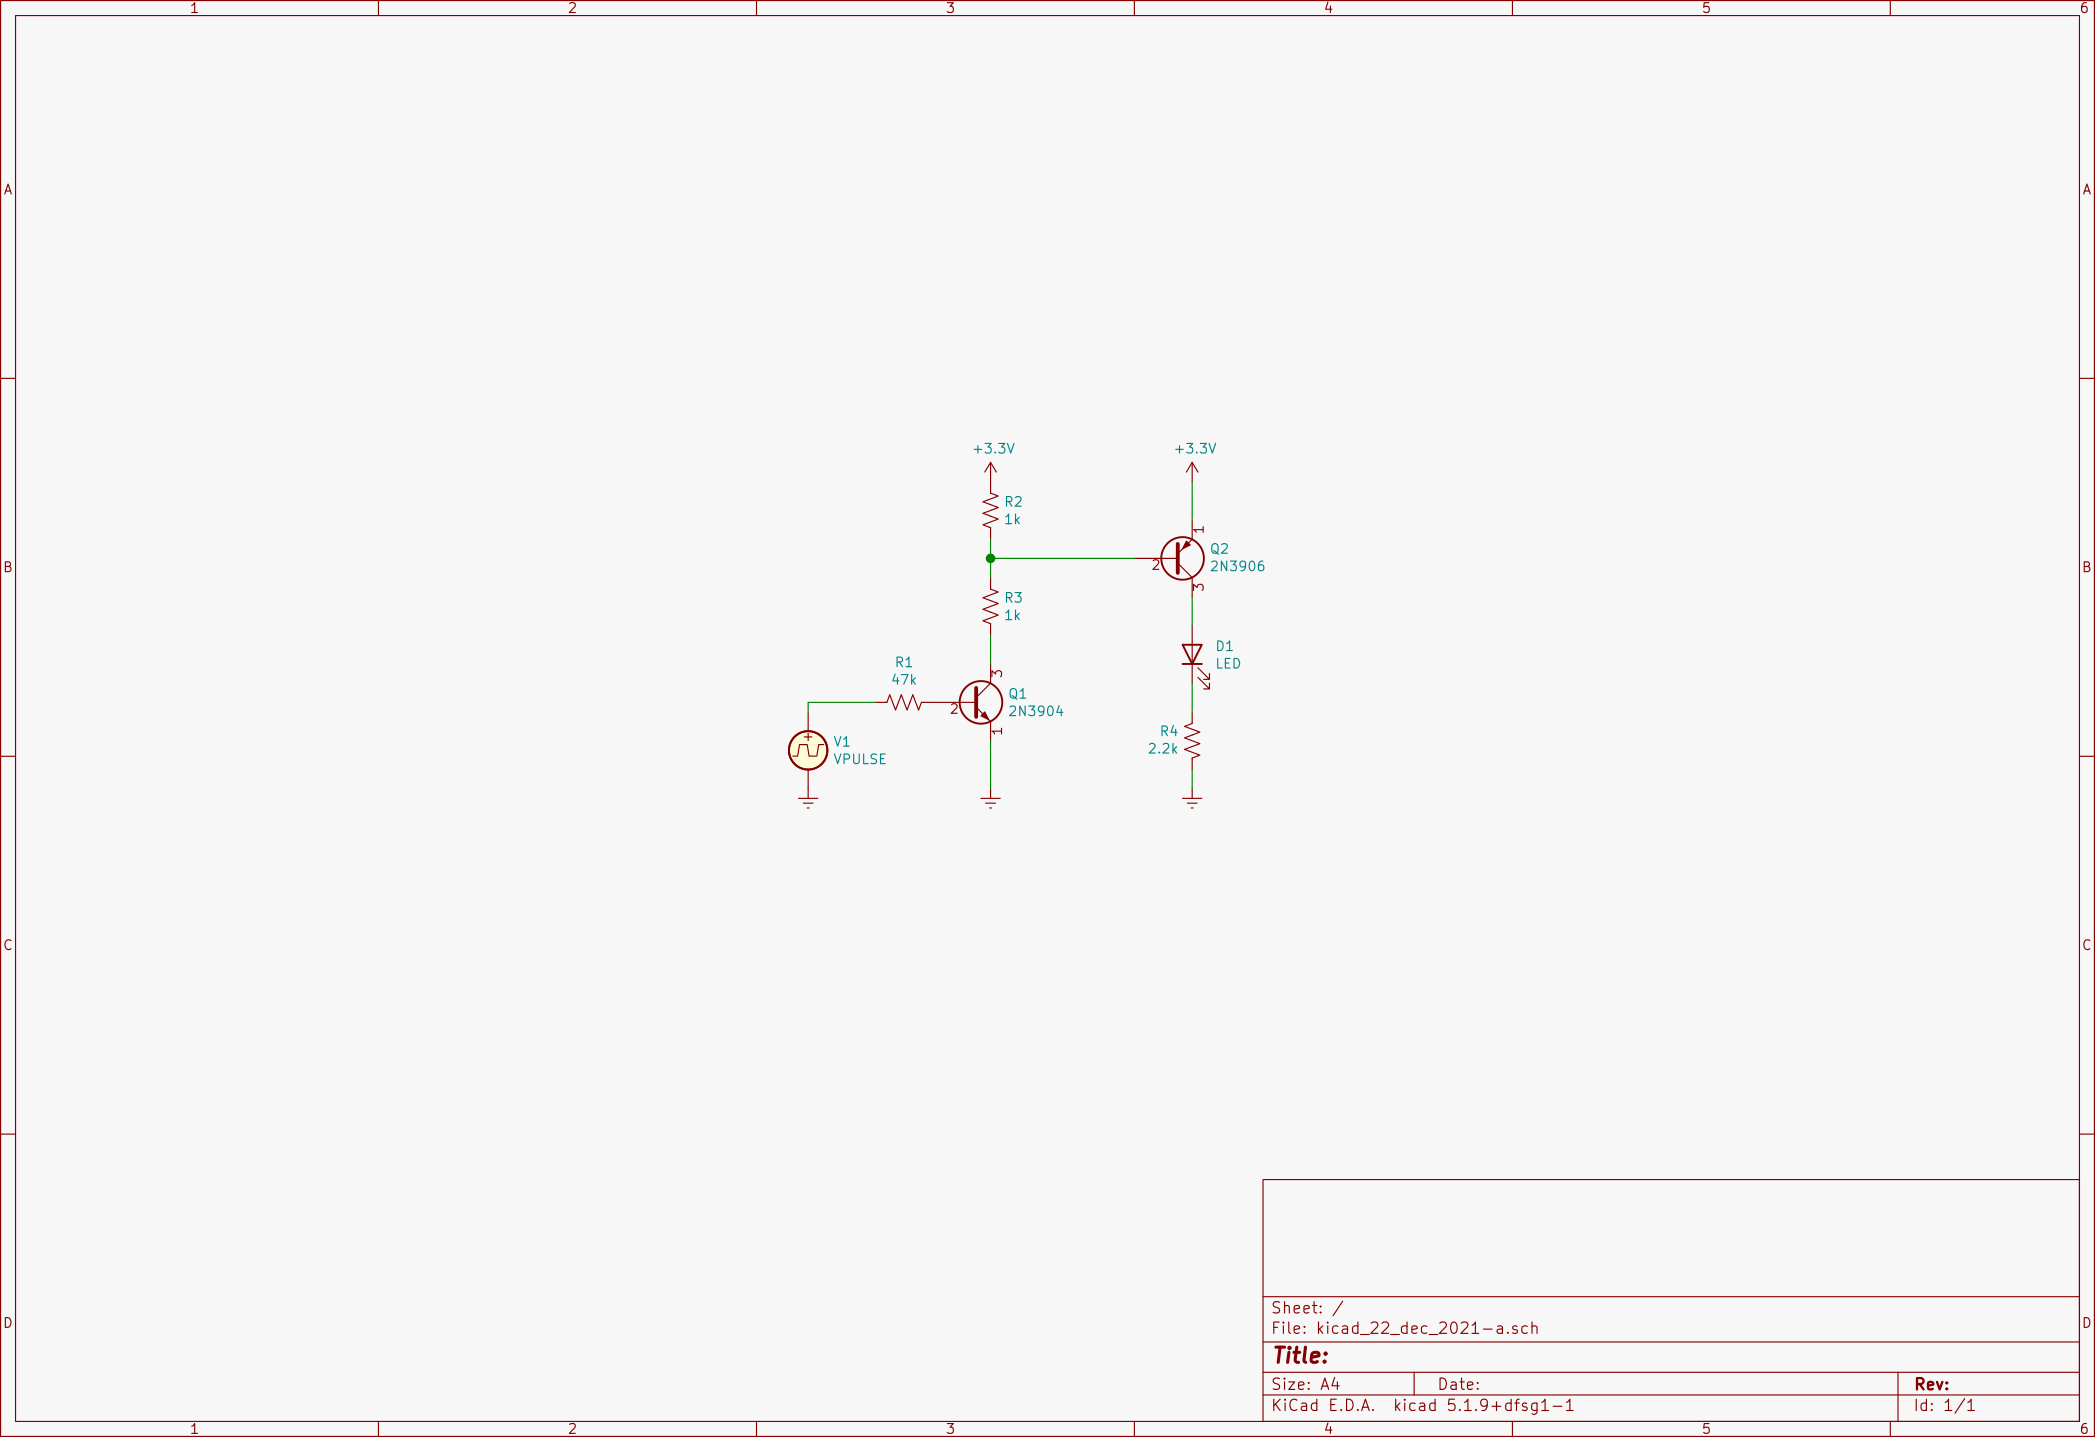 1 2 3 4 5 6
A A
+3.3V +3.3V
R2
1k
1
Q2
2N3906
2
3
B B
R3
1k
D1
LED
R1
47k
3
Q1
2N3904
2
1
R4
2.2k
V1
VPULSE
C C
Sheet: /
File: kicad_22_dec_2021-a.sch
D D
Title:
Size: A4 Date: Rev:
KiCad E.D.A. kicad 5.1.9+dfsg1-1 Id: 1/1
1 2 3 4 5 6